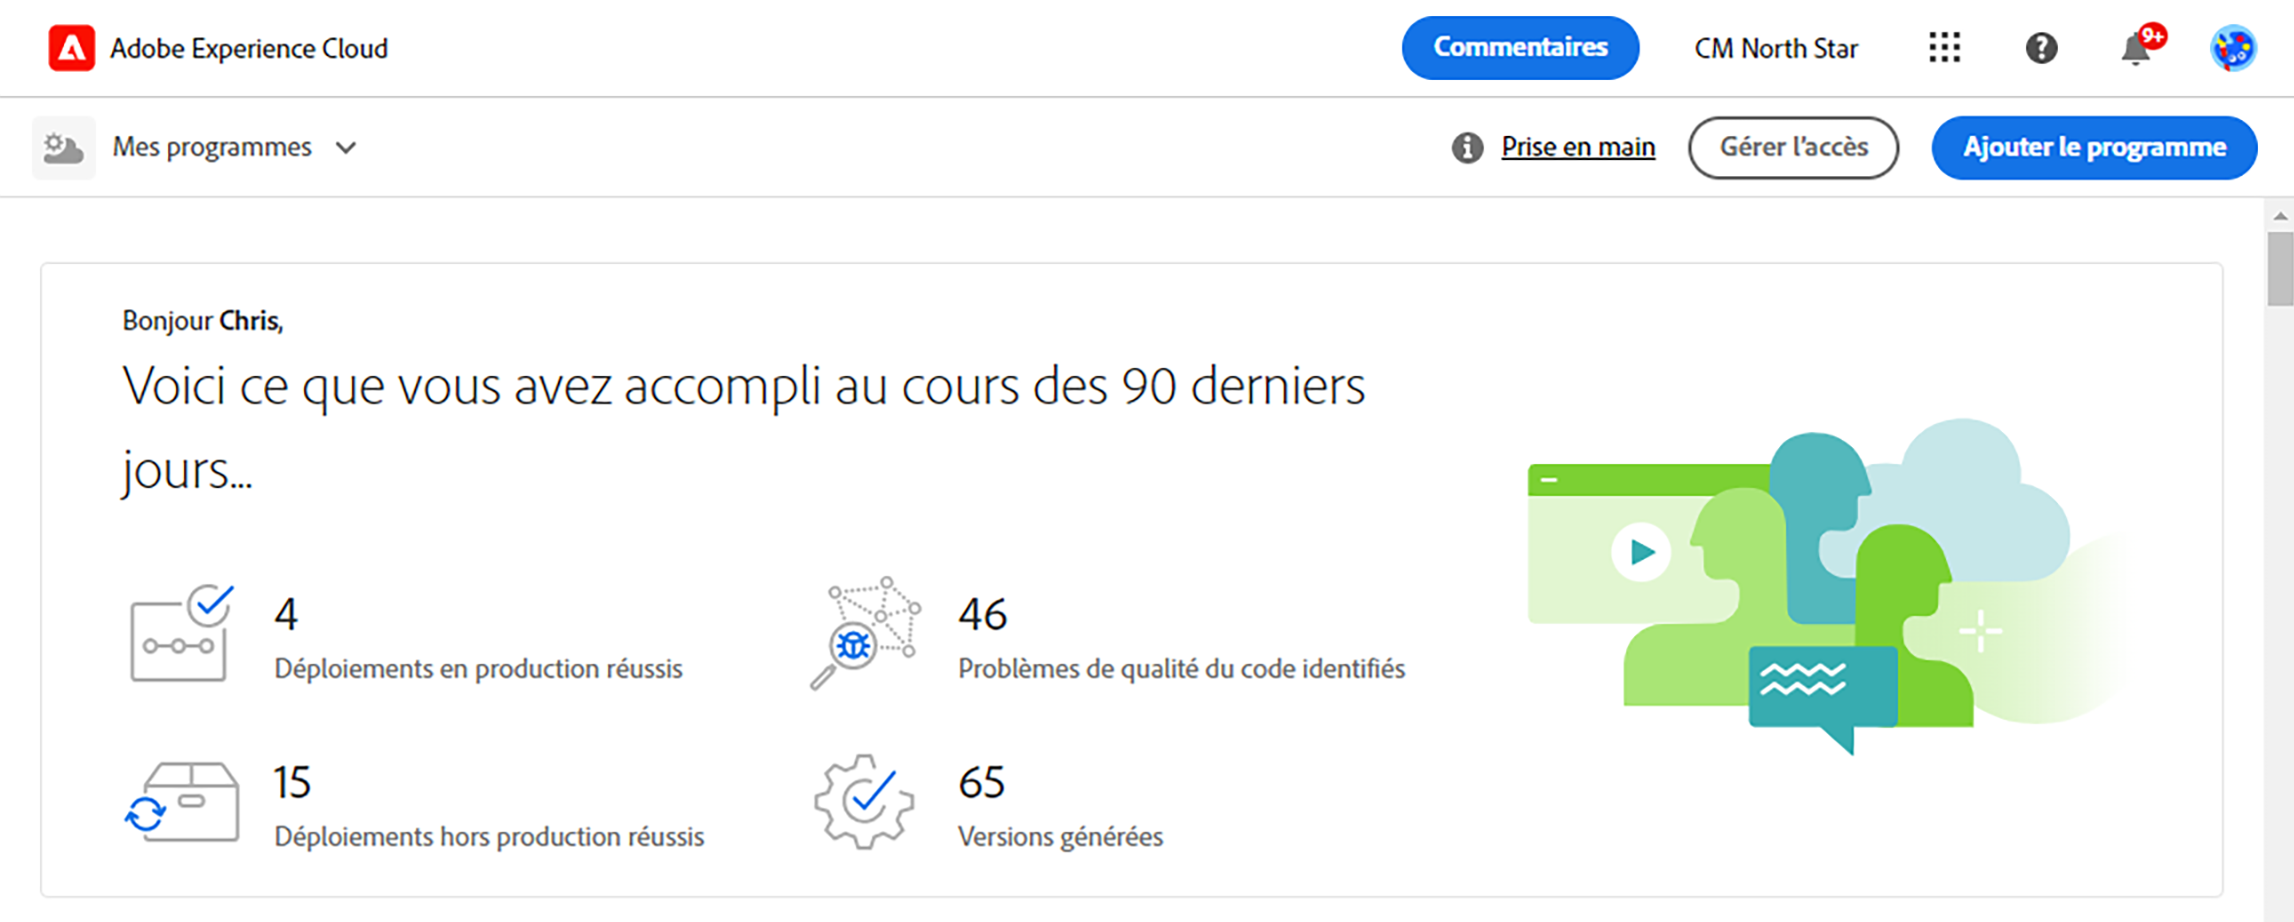 Adobe Experience Cloud
Commentaires
CM North Star
9+
Mes programmes
Prise en main
Gérer l'accès
Ajouter le programme
Bonjour Chris,
Voici ce que vous avez accompli au cours des 90 derniers
jours...
4
Déploiements en production réussis
46
Problèmes de qualité du code identifiés
15
Déploiements hors production réussis
65
Versions générées